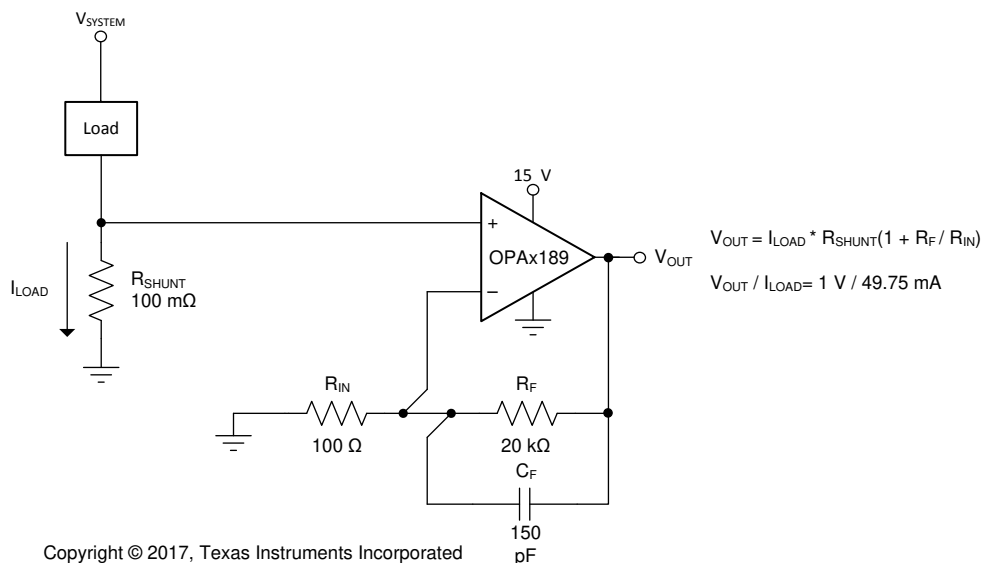 VSYSTEM
Load
15 V
+
OPAx189
−
VOUT
VOUT = ILOAD * RSHUNT(1 + RF / RIN)
VOUT / ILOAD= 1 V / 49.75 mA
ILOAD
RSHUNT
100 mΩ
RIN
100 Ω
RF
20 kΩ
CF
150
pF
Copyright © 2017, Texas Instruments Incorporated